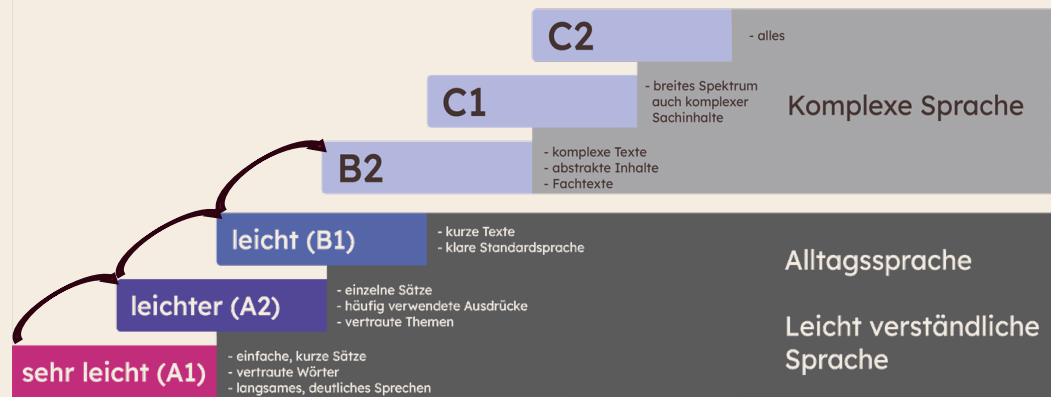 C2
- alles
C1
- breites Spektrum
auch komplexer
Sachinhalte
Komplexe Sprache
B2
- komplexe Texte
- abstrakte Inhalte
- Fachtexte
leicht (B1)
- kurze Texte
- klare Standardsprache
Alltagssprache
leichter (A2)
- einzelne Sätze
- häufig verwendete Ausdrücke
- vertraute Themen
Leicht verständliche
Sprache
sehr leicht (A1)
- einfache, kurze Sätze
- vertraute Wörter
- langsames, deutliches Sprechen